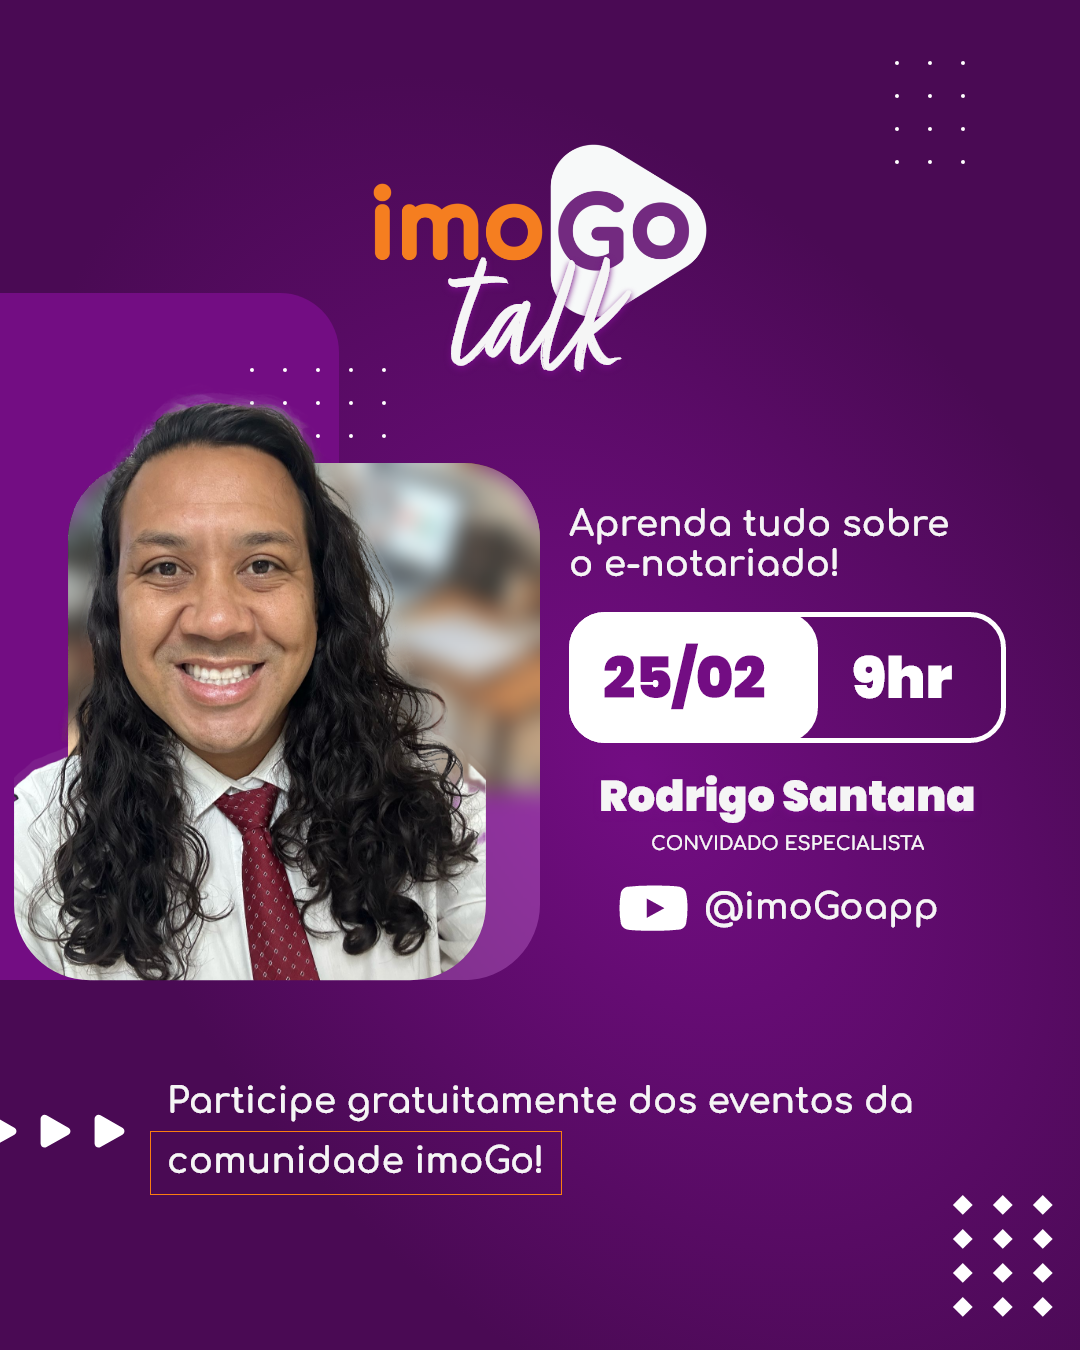 imoGo
talk
Aprenda tudo sobre
o e-notariado!
25/02 9hr
Rodrigo Santana
CONVIDADO ESPECIALISTA
@imoGoapp
Participe gratuitamente dos eventos da
comunidade imoGo!